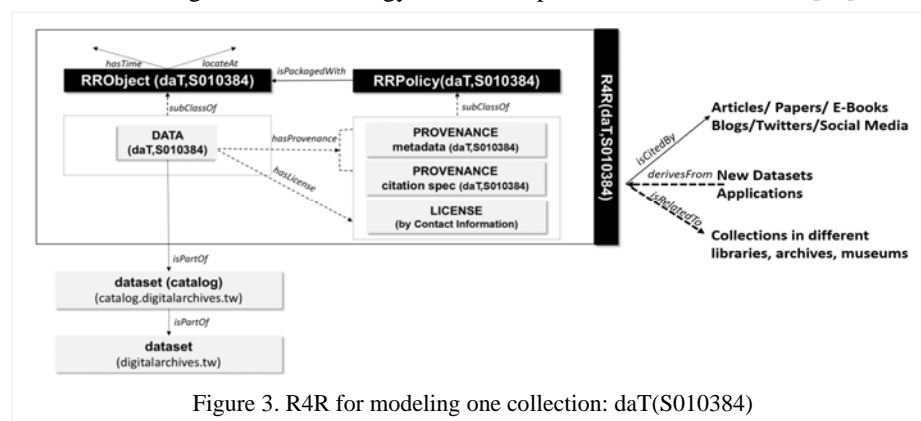 hasTime
locateAt
RRObject (daT,S010384)
isPackagedWith
RRPolicy(daT,S010384)
subClassOf
subClassOf
DATA
(daT,S010384)
hasProvenance
hasLicense
PROVENANCE
metadata (daT,S010384)
PROVENANCE
citation spec (daT,S010384)
LICENSE
(by Contact Information)
R4R(daT,S010384)
isCitedBy
Articles/ Papers/ E-Books
Blogs/Twitters/Social Media
derivesFrom
New Datasets
Applications
isRelatedTo
Collections in different
libraries, archives, museums
isPartOf
dataset (catalog)
(catalog.digitalarchives.tw)
isPartOf
dataset
(digitalarchives.tw)
Figure 3. R4R for modeling one collection: daT(S010384)